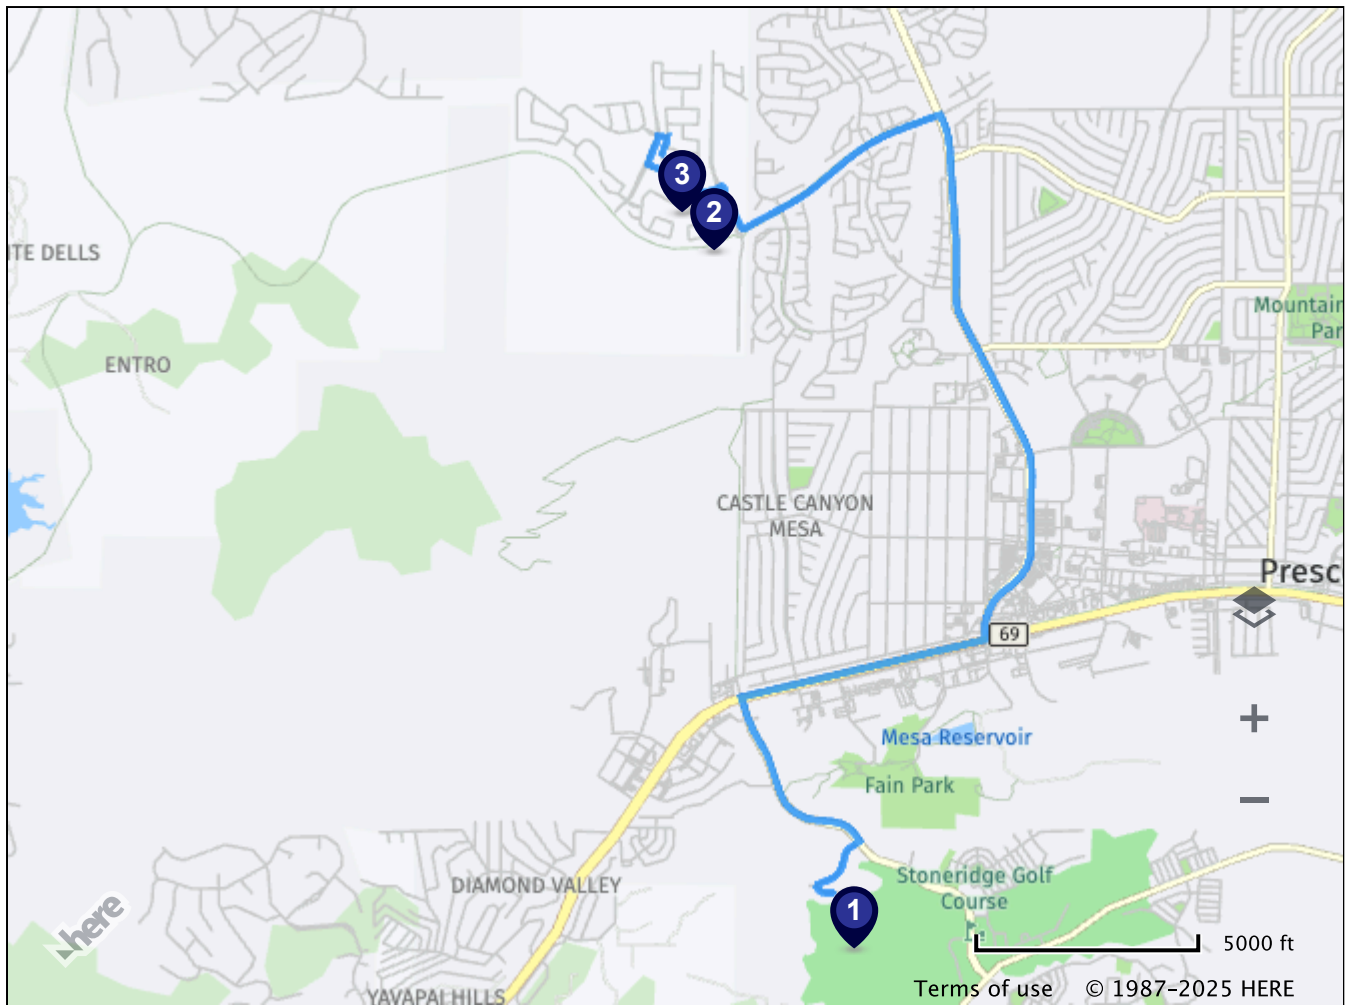 3
2
ITE DELLS
Mountain
Par
ENTRO
CASTLE CANYON
MESA
Presc
69
Mesa Reservoir
Fain Park
Stoneridge Golf
Course
DIAMOND VALLEY
1
here
5000 ft
YAVAPAI HILLS
Terms of use © 1987–2025 HERE